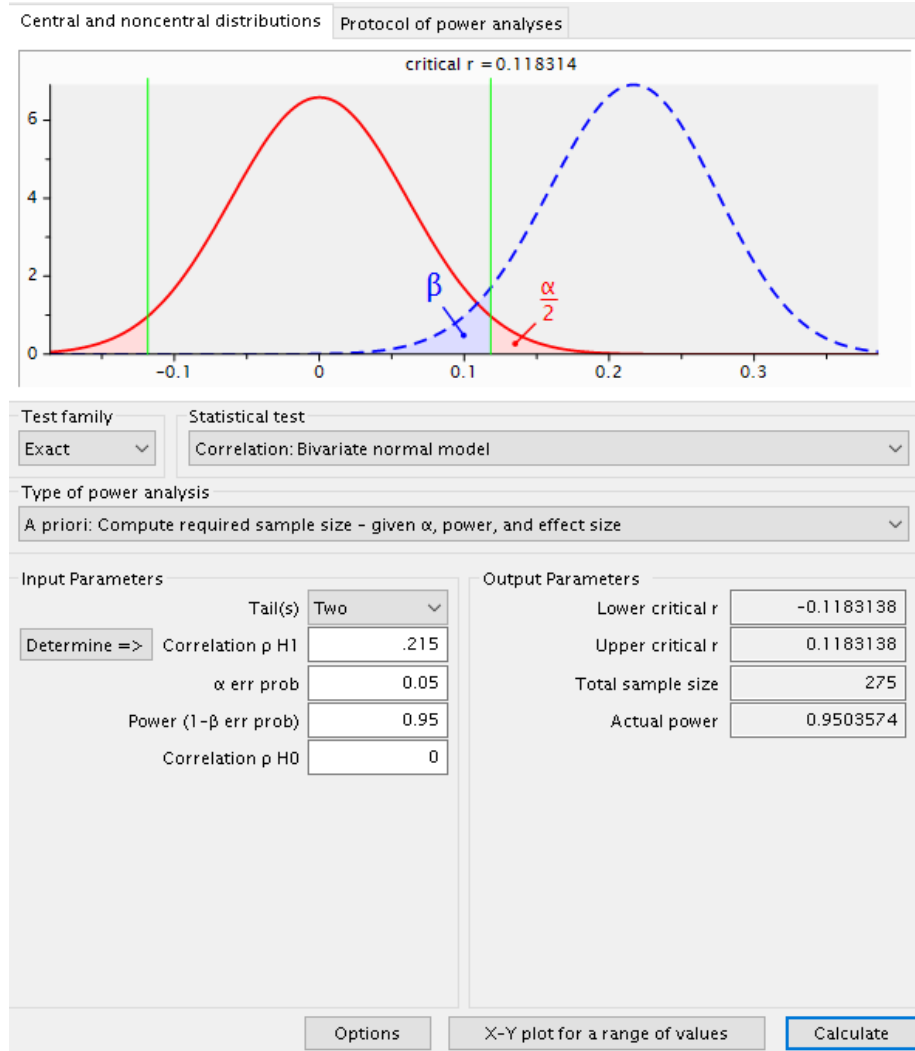 Central and noncentral distributions Protocol of power analyses
critical r = 0.118314
6
4
2
0
β
α
2
-0.1 0 0.1 0.2 0.3
Test family Statistical test
Exact Correlation: Bivariate normal model
Type of power analysis
A priori: Compute required sample size – given α, power, and effect size
Input Parameters
Tail(s) Two
Determine => Correlation ρ H1 .215
α err prob 0.05
Power (1-β err prob) 0.95
Correlation ρ H0 0
Output Parameters
Lower critical r -0.1183138
Upper critical r 0.1183138
Total sample size 275
Actual power 0.9503574
Options X-Y plot for a range of values Calculate